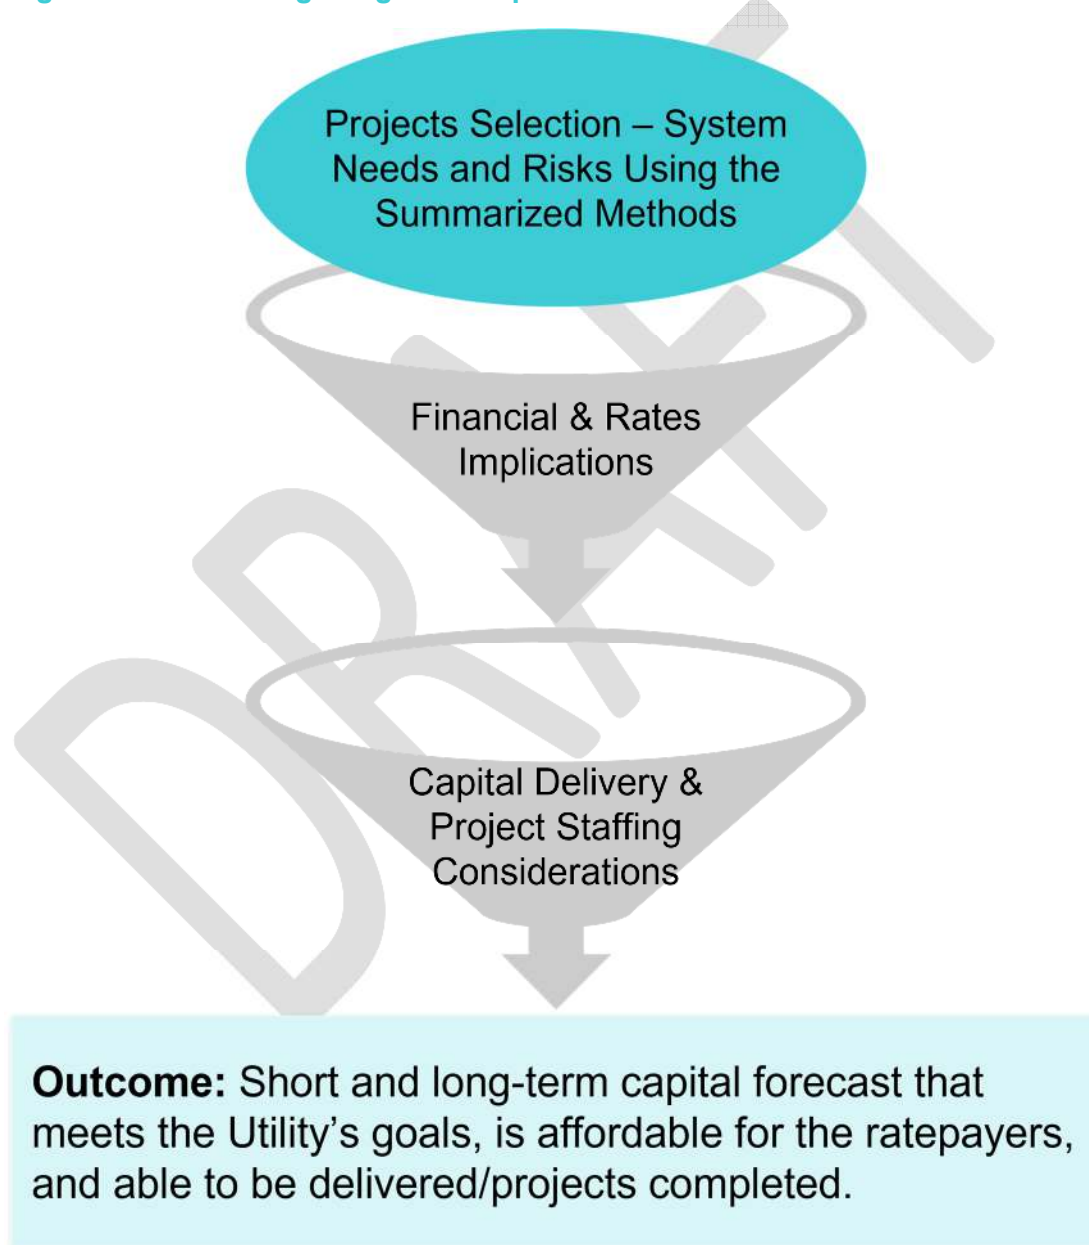 Projects Selection – System
Needs and Risks Using the
Summarized Methods
Financial & Rates
Implications
Capital Delivery &
Project Staffing
Considerations
DRAFT
Outcome: Short and long-term capital forecast that
meets the Utility’s goals, is affordable for the ratepayers,
and able to be delivered/projects completed.